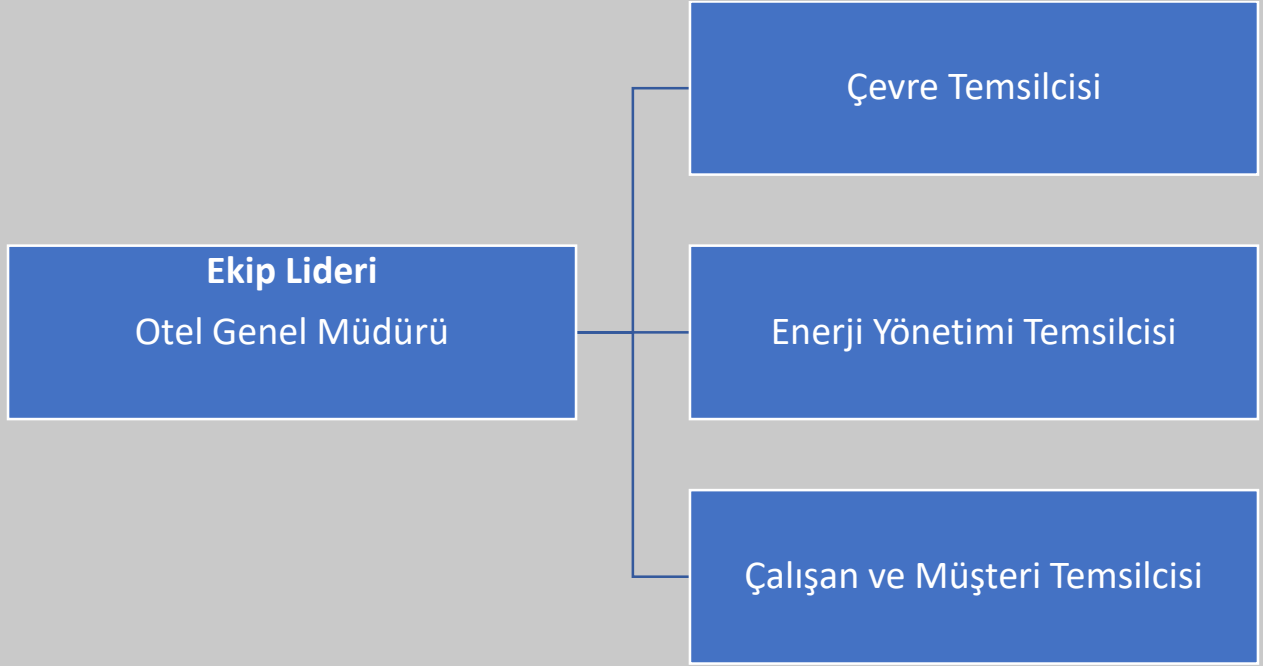 Çevre Temsilcisi
Ekip Lideri
Otel Genel Müdürü
Enerji Yönetimi Temsilcisi
Çalışan ve Müşteri Temsilcisi